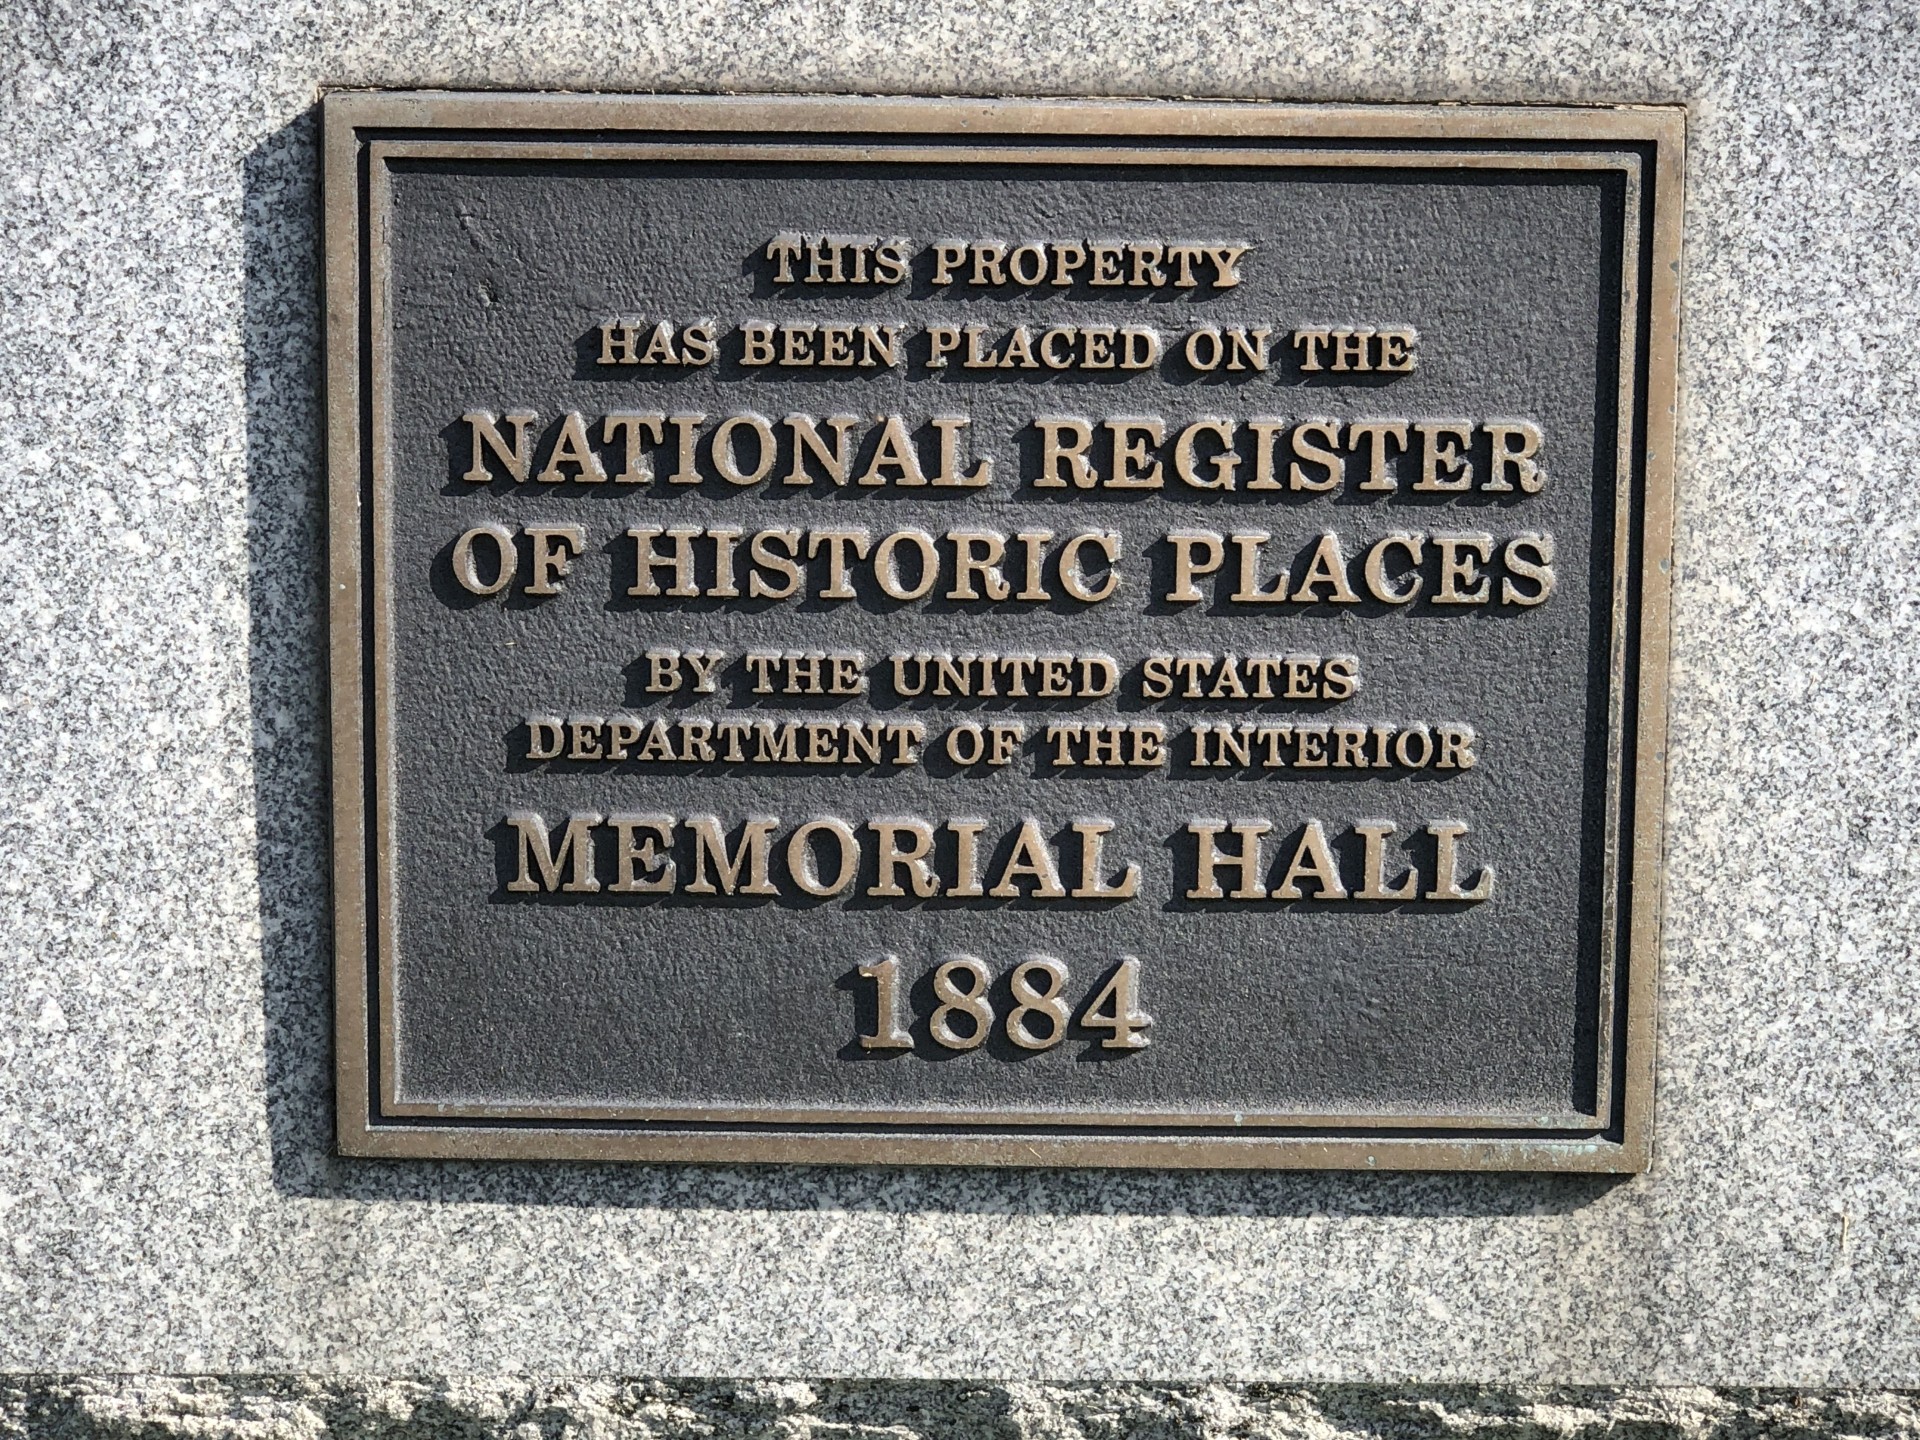 THIS PROPERTY
HAS BEEN PLACED ON THE
NATIONAL REGISTER
OF HISTORIC PLACES
BY THE UNITED STATES
DEPARTMENT OF THE INTERIOR
MEMORIAL HALL
1884